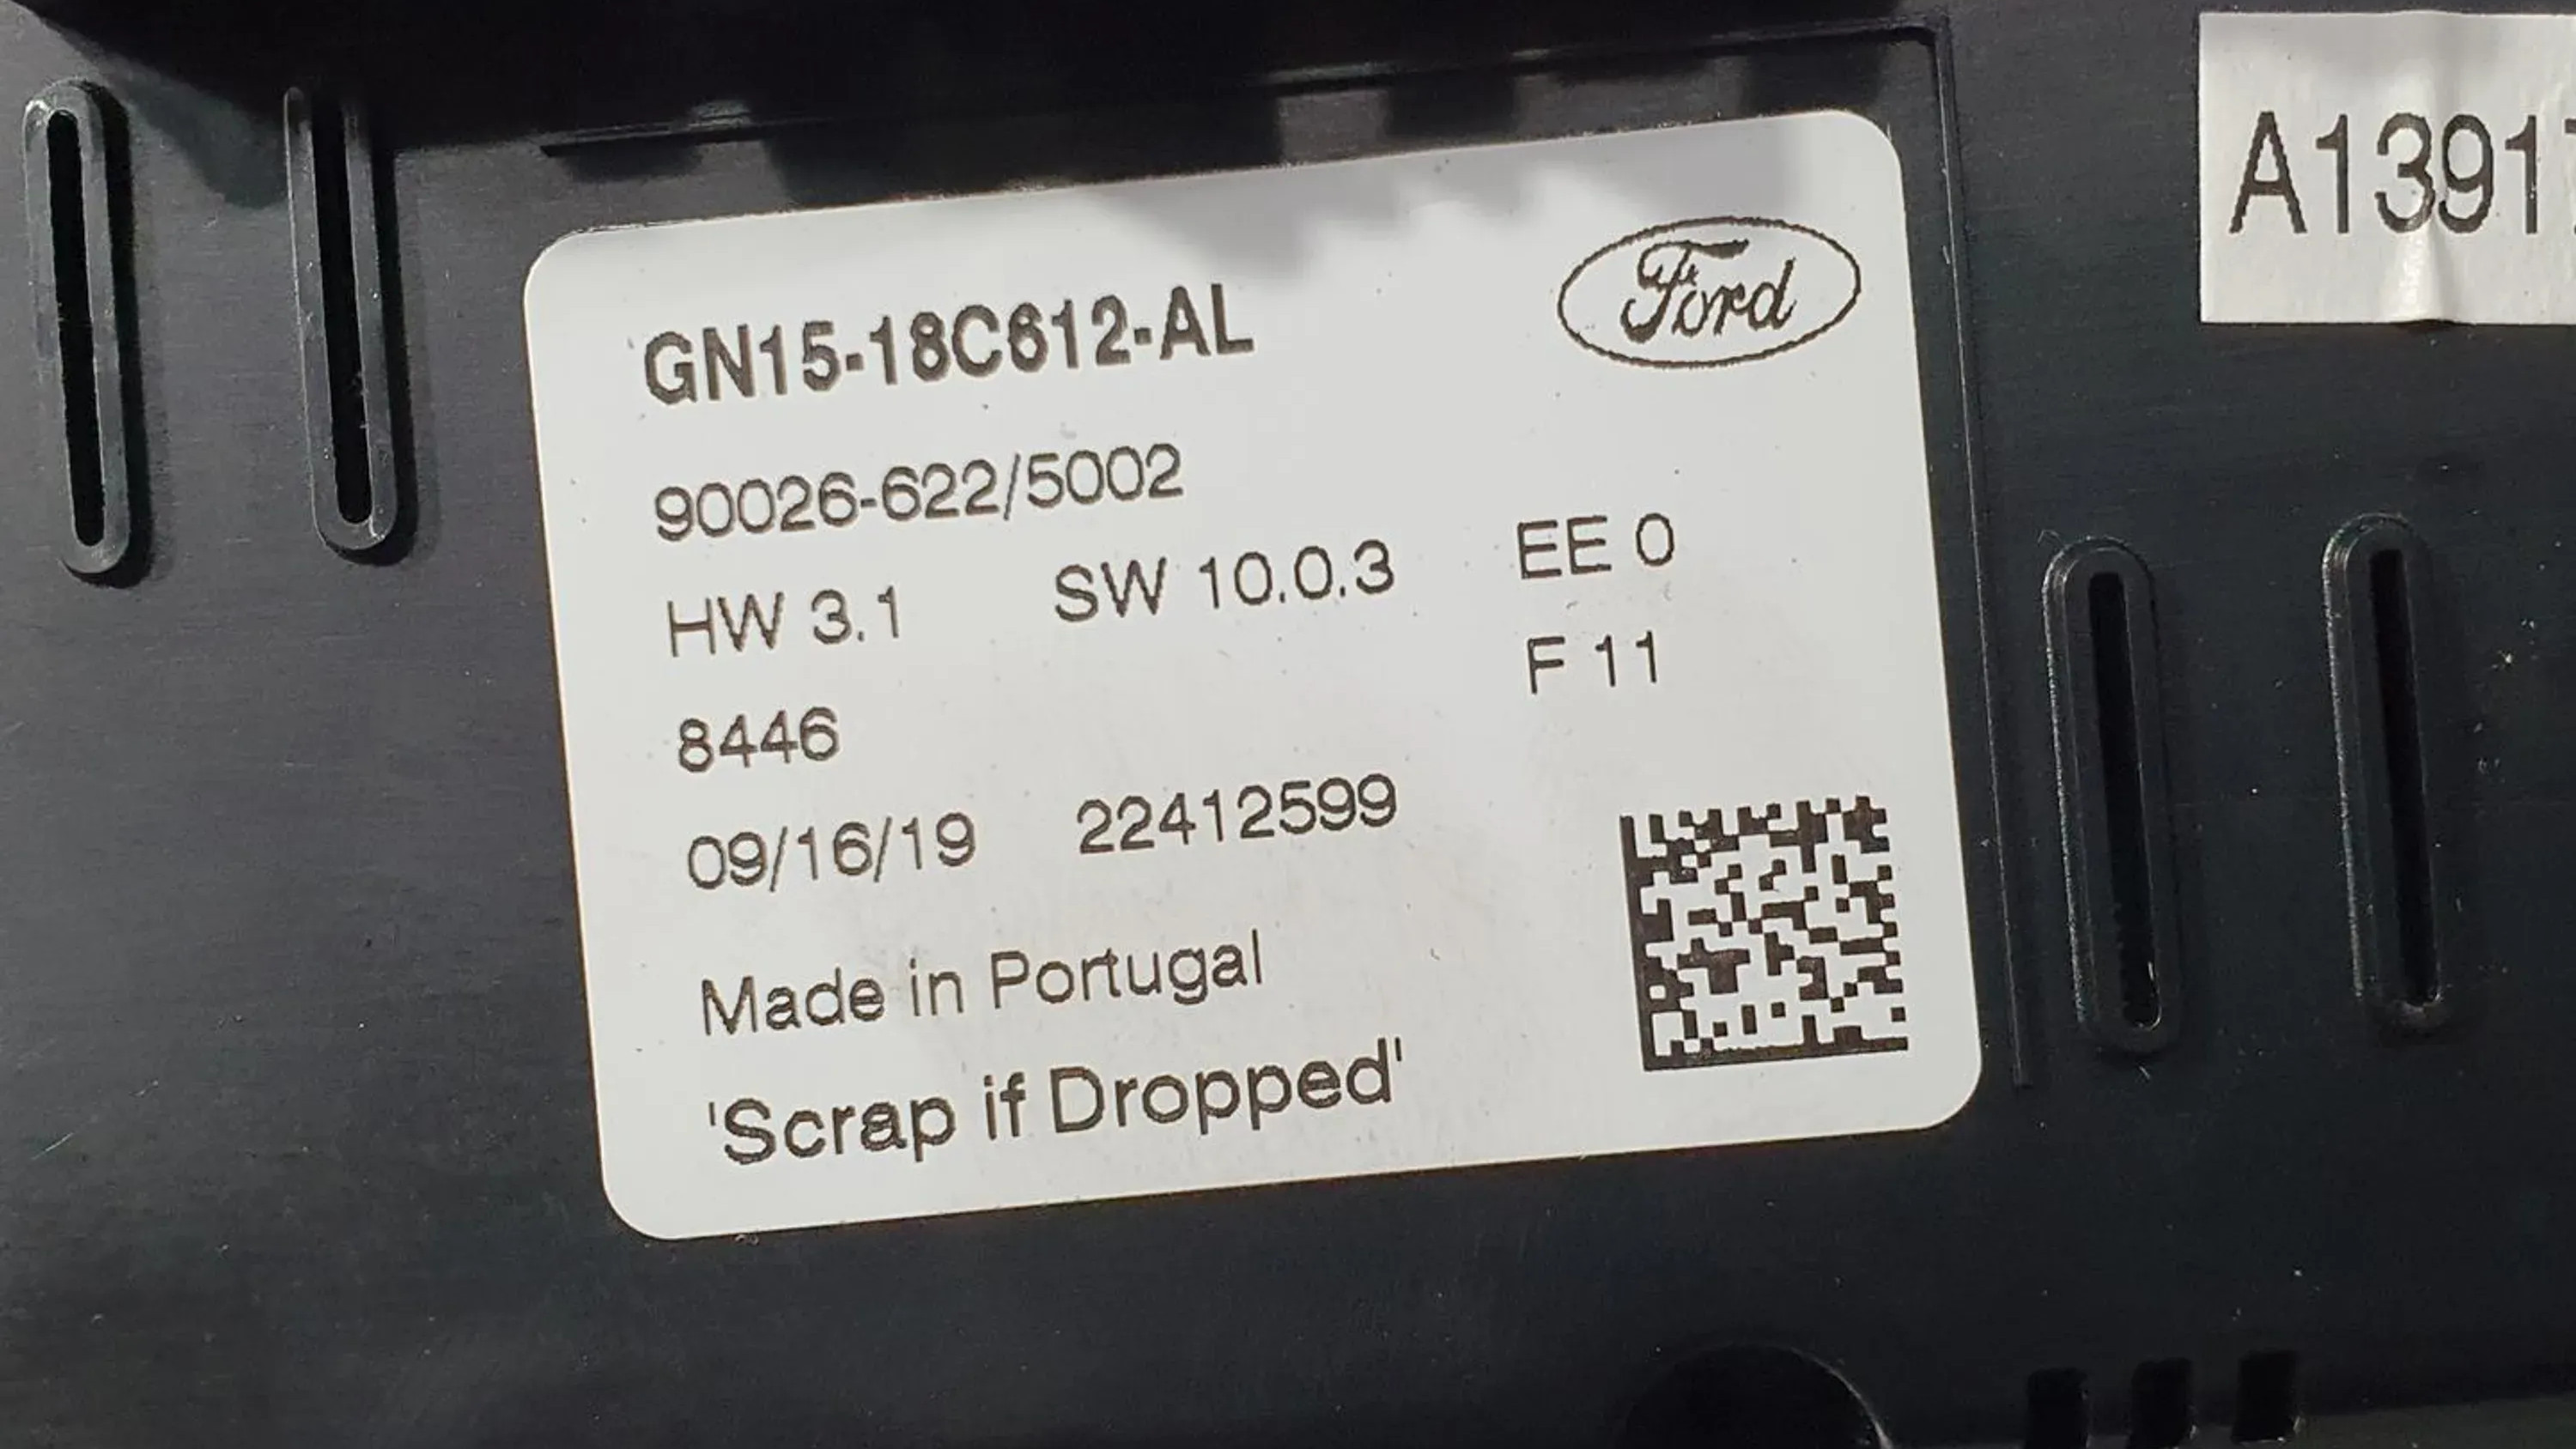 Ford
GN15-18C612-AL
90026-622/5002
HW 3.1 SW 10.0.3 EE 0
F 11
8446
09/16/19 22412599
Made in Portugal
'Scrap if Dropped'